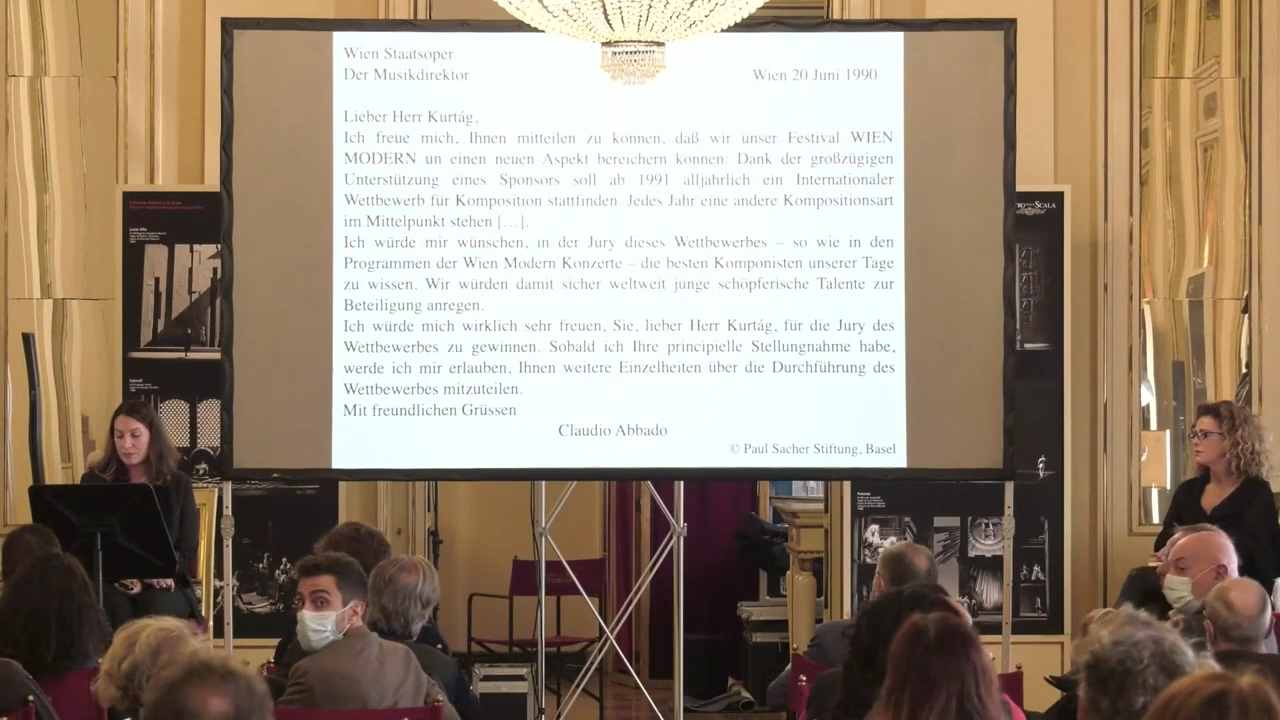 Wien Staatsoper
Der Musikdirektor
Wien 20 Juni 1990
Lieber Herr Kurtág,
Ich freue mich, Ihnen mitteilen zu können, daß wir unser Festival WIEN
MODERN un einen neuen Aspekt bereichern können: Dank der großzügigen
Unterstützung eines Sponsors soll ab 1991 alljährlich ein Internationaler
Wettbewerb für Komposition stattfinden. Jedes Jahr eine andere Kompositionsart
in Mittelpunkt stehen […].
Ich würde mir wünschen, in der Jury dieses Wettbewerbes – so wie in den
Programmen der Wien Modern Konzerte – die besten Komponisten unserer Tage
zu wissen. Wir würden damit sicher weltweit junge schöpferische Talente zur
Beteiligung anregen.
Ich würde mich wirklich sehr freuen, Sie, lieber Herr Kurtág, für die Jury des
Wettbewerbes zu gewinnen. Sobald ich Ihre principielle Stellungnahme habe,
werde ich mir erlauben, Ihnen weitere Einzelheiten über die Durchführung des
Wettbewerbes mitzuteilen.
Mit freundlichen Grüssen
Claudio Abbado
© Paul Sacher Stiftung, Basel
SCALA